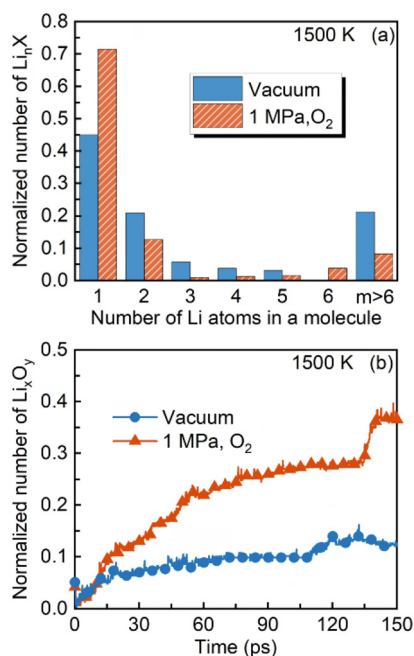 1500 K (a)
Normalized number of LiₙX
0.8
0.7
0.6
0.5
0.4
0.3
0.2
0.1
0.0
Vacuum
1 MPa,O₂
1 2 3 4 5 6 m>6
Number of Li atoms in a molecule
1500 K (b)
Normalized number of LiₓOᵧ
0.5
0.4
0.3
0.2
0.1
0.0
Vacuum
1 MPa, O₂
0 30 60 90 120 150
Time (ps)